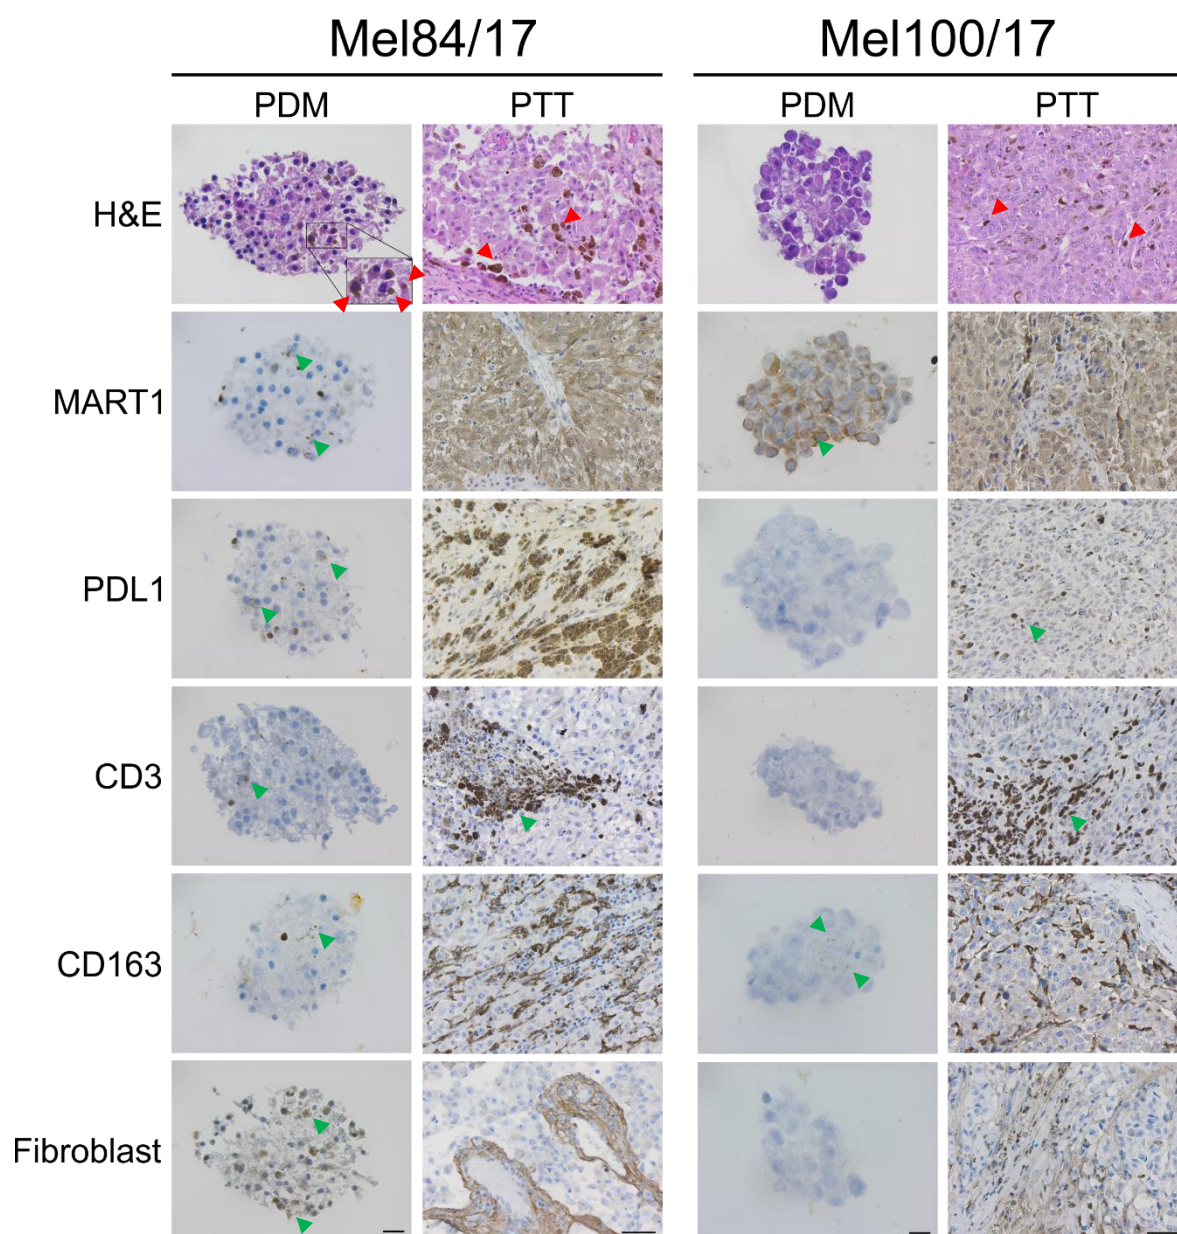 Mel84/17 Mel100/17
PDM PTT PDM PTT
H&E
MART1
PDL1
CD3
CD163
Fibroblast